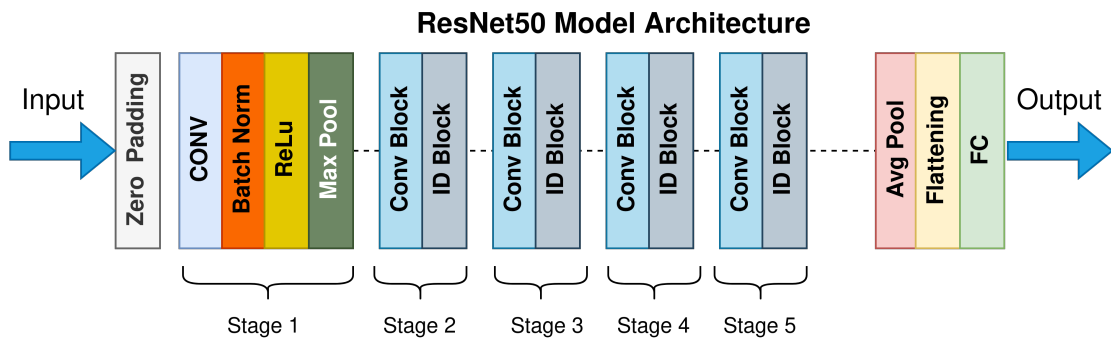 ResNet50 Model Architecture
Input
Zero Padding
CONV
Batch Norm
ReLu
Max Pool
Conv Block
ID Block
Conv Block
ID Block
Conv Block
ID Block
Conv Block
ID Block
Avg Pool
Flattening
FC
Output
Stage 1
Stage 2
Stage 3
Stage 4
Stage 5